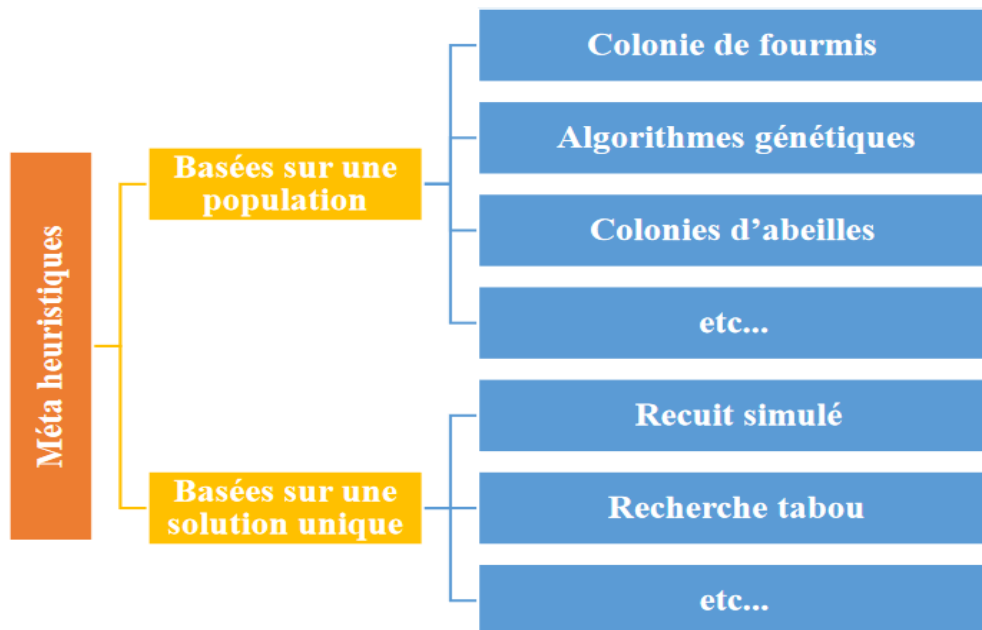 Méta heuristiques
Basées sur une
population
Colonie de fourmis
Algorithmes génétiques
Colonies d’abeilles
etc...
Basées sur une
solution unique
Recuit simulé
Recherche tabou
etc...